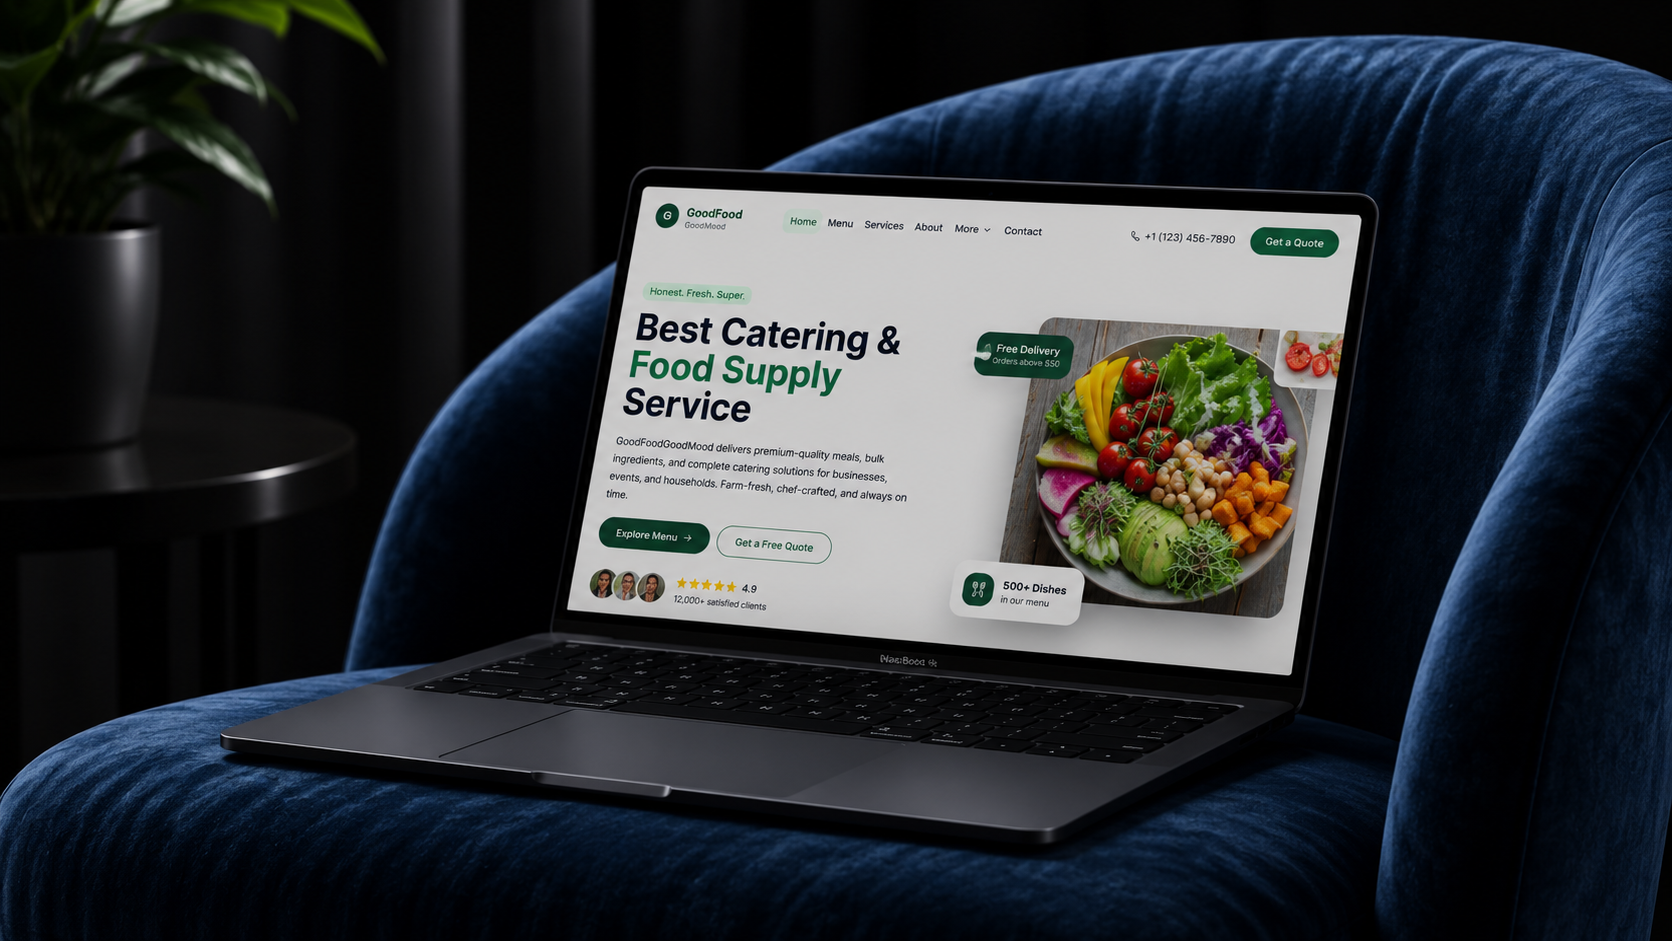 G
GoodFood
GoodMood
Home Menu Services About More Contact
+1 (123) 456-7890
Get a Quote
Honest. Fresh. Super.
Best Catering &
Food Supply
Service
GoodFoodGoodMood delivers premium-quality meals, bulk
ingredients, and complete catering solutions for businesses,
events, and households. Farm-fresh, chef-crafted, and always on
time.
Explore Menu →
Get a Free Quote
4.9
12,000+ satisfied clients
Free Delivery
Orders above $50
500+ Dishes
in our menu